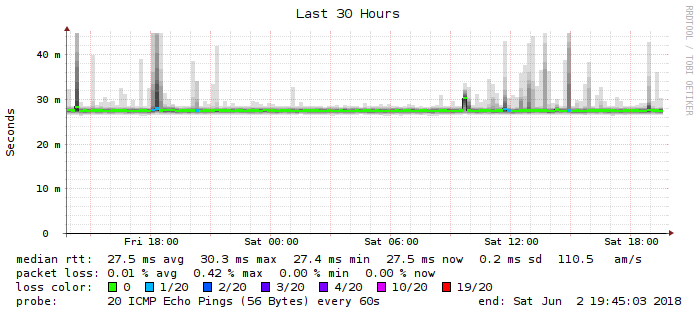 Last 30 Hours
RRDTOOL / TOBI OETIKER
Seconds
40 m
30 m
20 m
10 m
0
Fri 18:00 Sat 00:00 Sat 06:00 Sat 12:00 Sat 18:00
median rtt: 27.5 ms avg 30.3 ms max 27.4 ms min 27.5 ms now 0.2 ms sd 110.5 am/s
packet loss: 0.01 % avg 0.42 % max 0.00 % min 0.00 % now
loss color: 0 1/20 2/20 3/20 4/20 10/20 19/20
probe: 20 ICMP Echo Pings (56 Bytes) every 60s end: Sat Jun 2 19:45:03 2018